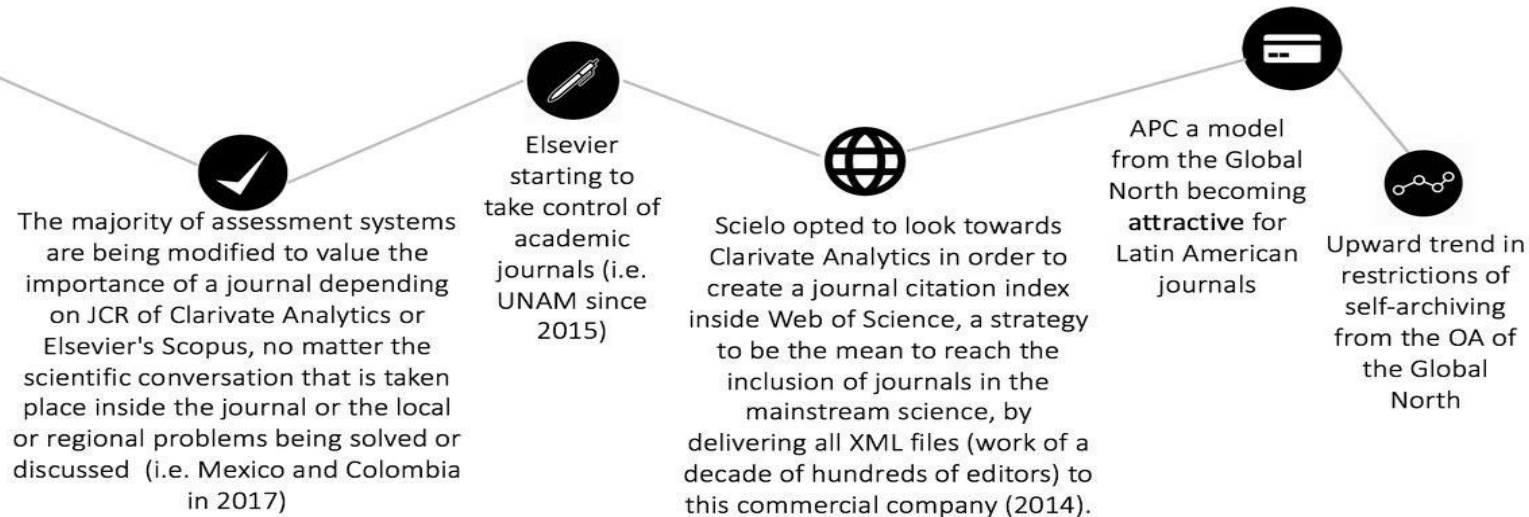 The majority of assessment systems
are being modified to value the
importance of a journal depending
on JCR of Clarivate Analytics or
Elsevier's Scopus, no matter the
scientific conversation that is taken
place inside the journal or the local
or regional problems being solved or
discussed (i.e. Mexico and Colombia
in 2017)
Elsevier
starting to
take control of
academic
journals (i.e.
UNAM since
2015)
Scielo opted to look towards
Clarivate Analytics in order to
create a journal citation index
inside Web of Science, a strategy
to be the mean to reach the
inclusion of journals in the
mainstream science, by
delivering all XML files (work of a
decade of hundreds of editors) to
this commercial company (2014).
APC a model
from the Global
North becoming
attractive for
Latin American
journals
Upward trend in
restrictions of
self-archiving
from the OA of
the Global
North